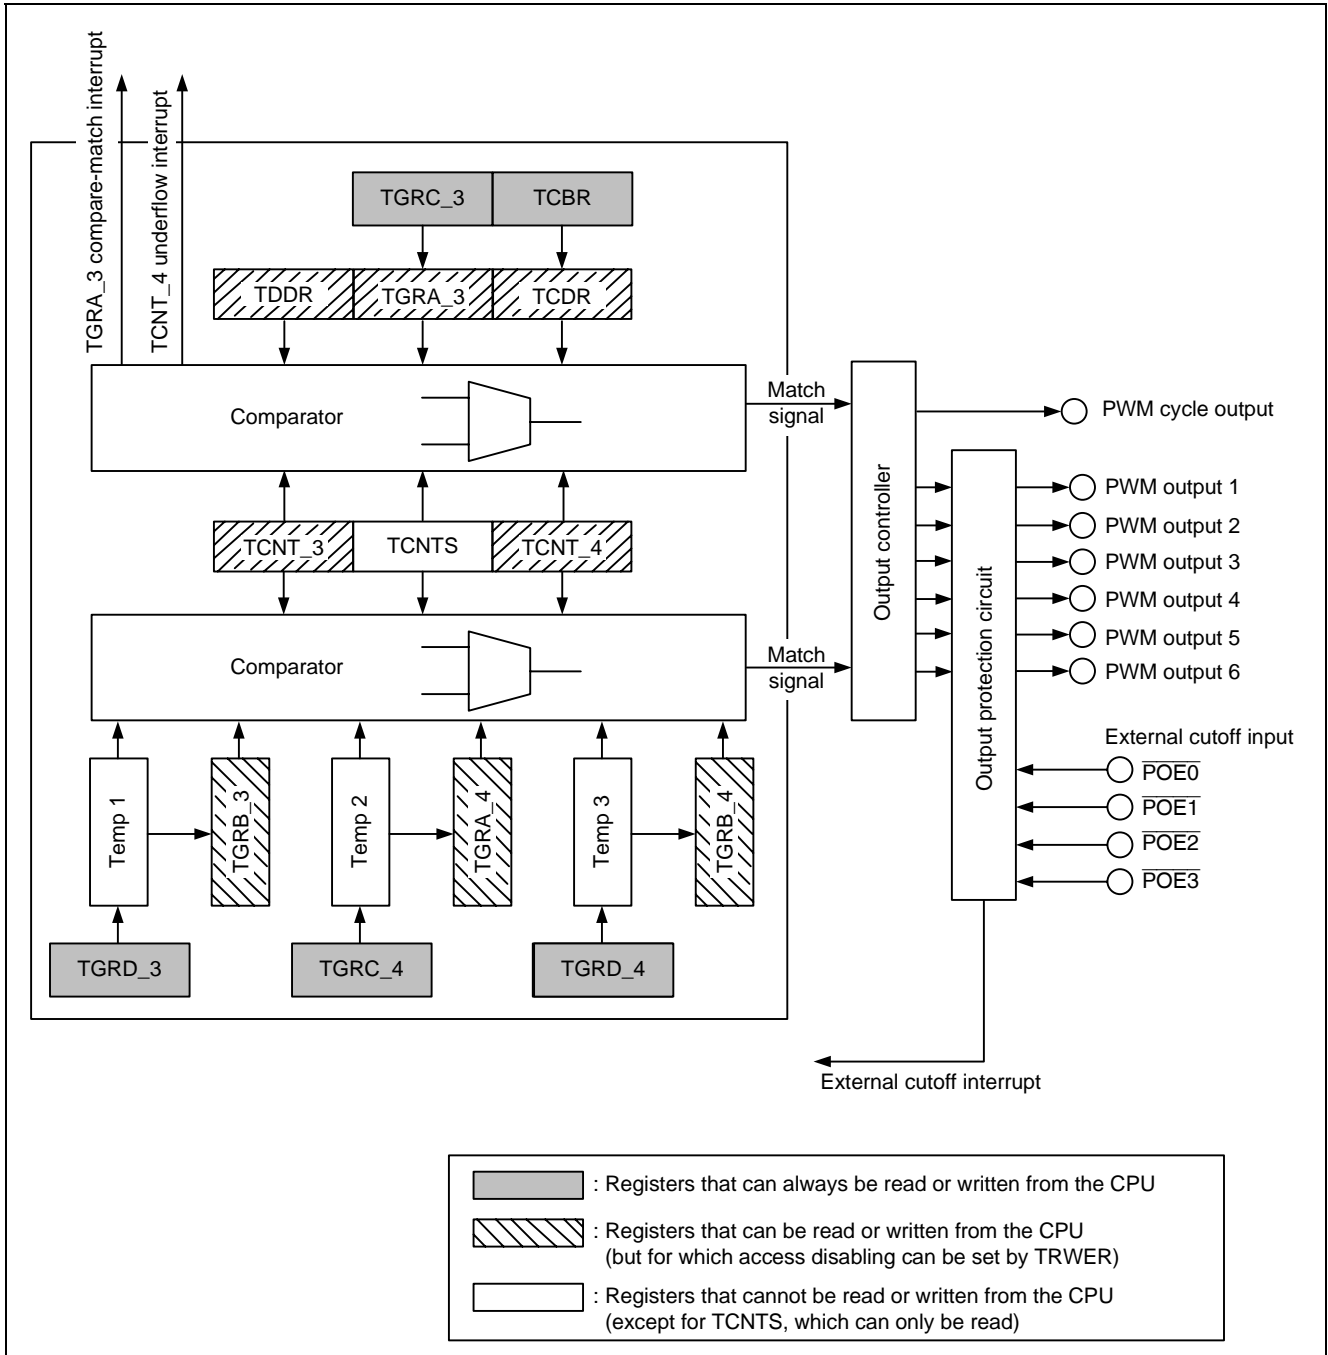 TGRA_3 compare-match interrupt
TCNT_4 underflow interrupt
TGRC_3
TCBR
TDDR
TGRA_3
TCDR
Comparator
Match
signal
PWM cycle output
Output controller
Output protection circuit
PWM output 1
PWM output 2
PWM output 3
PWM output 4
PWM output 5
PWM output 6
TCNT_3
TCNTS
TCNT_4
Comparator
Match
signal
External cutoff input
POE0
POE1
POE2
POE3
Temp 1
TGRB_3
Temp 2
TGRA_4
Temp 3
TGRB_4
TGRD_3
TGRC_4
TGRD_4
External cutoff interrupt
: Registers that can always be read or written from the CPU
: Registers that can be read or written from the CPU
(but for which access disabling can be set by TRWER)
: Registers that cannot be read or written from the CPU
(except for TCNTS, which can only be read)